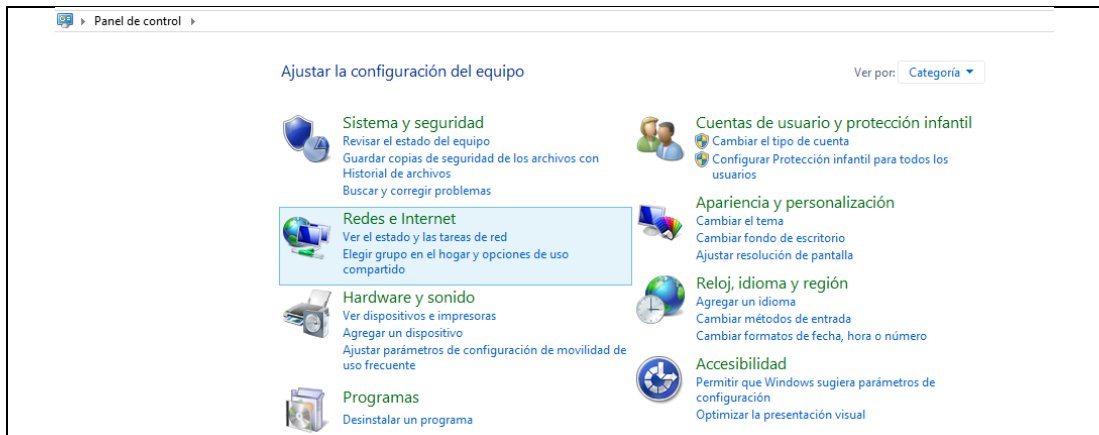 Panel de control
Ajustar la configuración del equipo
Ver por: Categoría
Sistema y seguridad
Revisar el estado del equipo
Guardar copias de seguridad de los archivos con
Historial de archivos
Buscar y corregir problemas
Redes e Internet
Ver el estado y las tareas de red
Elegir grupo en el hogar y opciones de uso
compartido
Hardware y sonido
Ver dispositivos e impresoras
Agregar un dispositivo
Ajustar parámetros de configuración de movilidad de
uso frecuente
Programas
Desinstalar un programa
Cuentas de usuario y protección infantil
Cambiar el tipo de cuenta
Configurar Protección infantil para todos los
usuarios
Apariencia y personalización
Cambiar el tema
Cambiar fondo de escritorio
Ajustar resolución de pantalla
Reloj, idioma y región
Agregar un idioma
Cambiar métodos de entrada
Cambiar formatos de fecha, hora o número
Accesibilidad
Permitir que Windows sugiera parámetros de
configuración
Optimizar la presentación visual